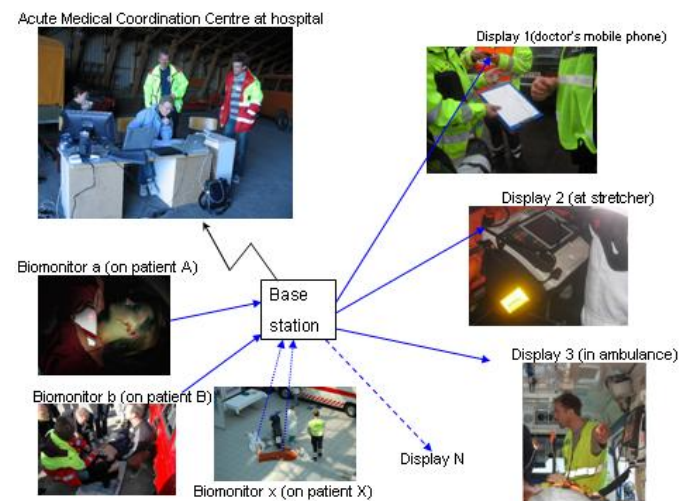 Acute Medical Coordination Centre at hospital
Display 1(doctor's mobile phone)
Display 2 (at stretcher)
Biomonitor a (on patient A)
Base
station
Display 3 (in ambulance)
Biomonitor b (on patient B)
Display N
Biomonitor x (on patient X)